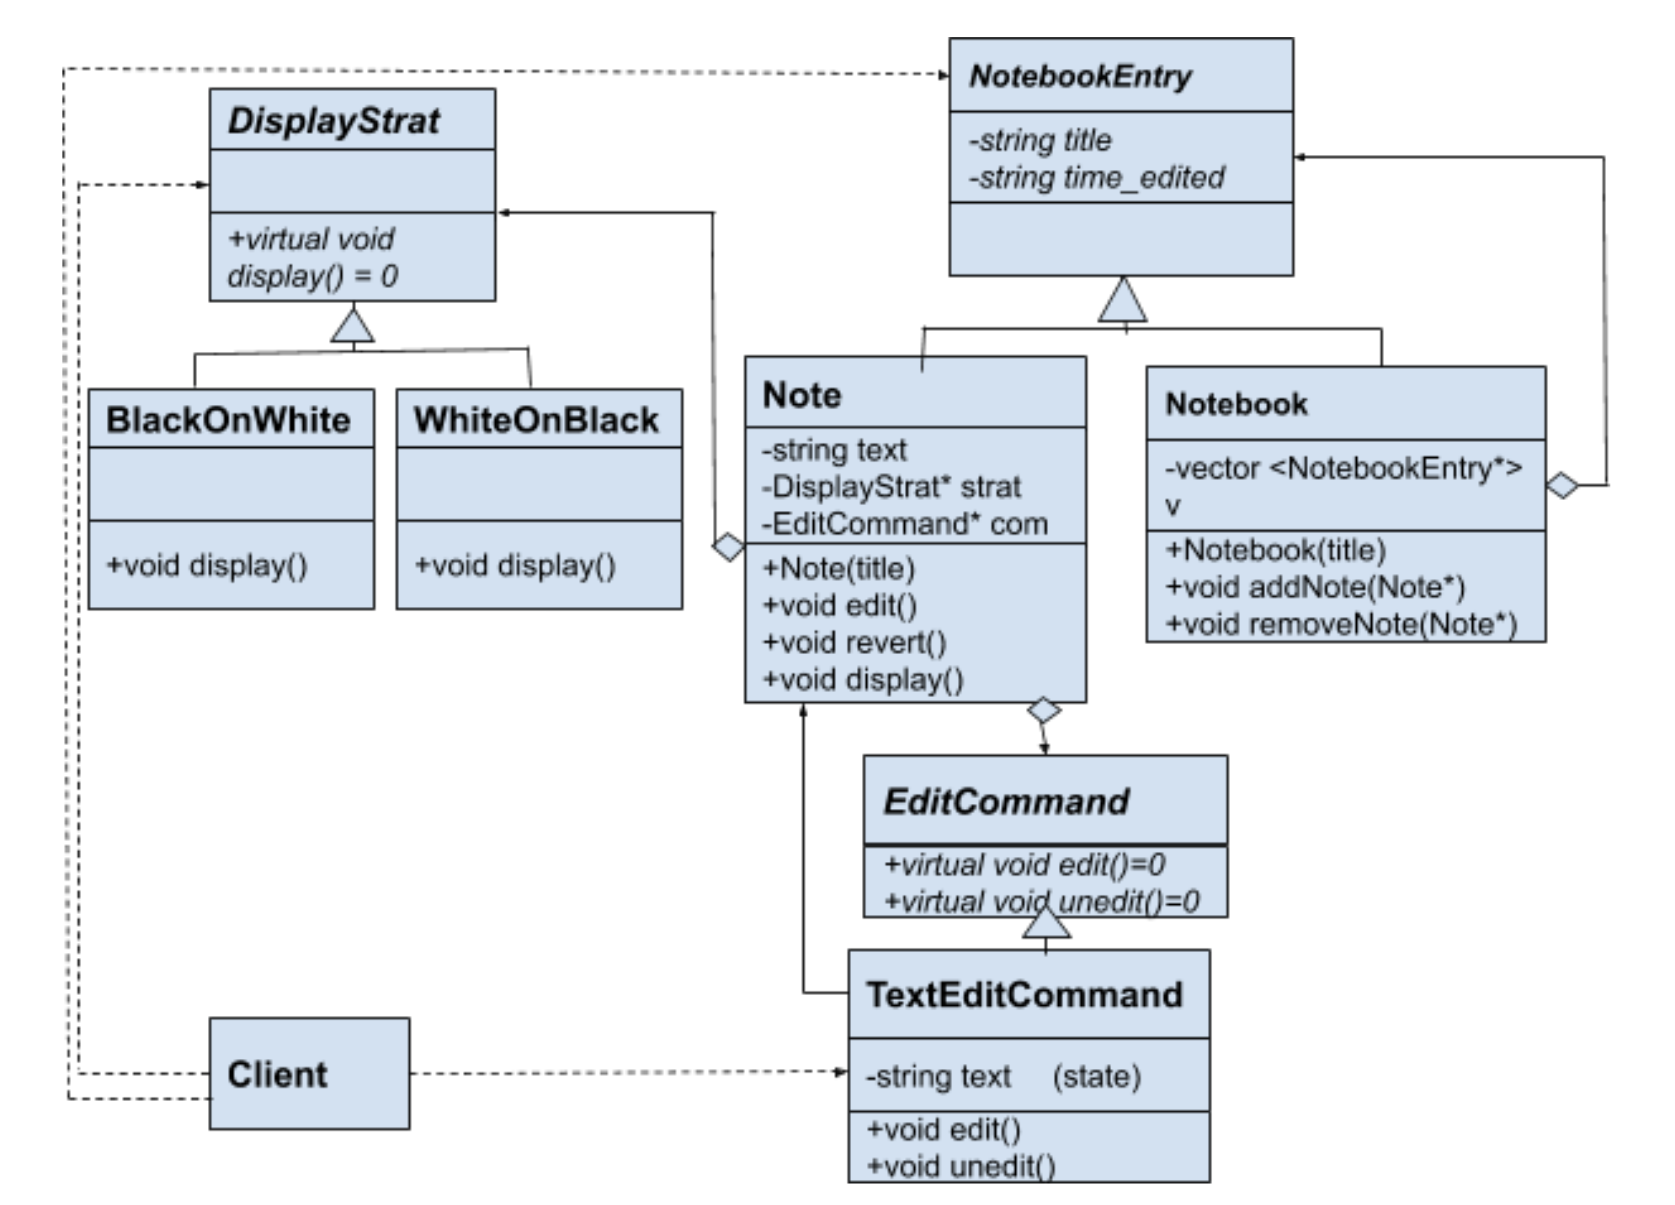 NotebookEntry
-string title
-string time_edited
DisplayStrat
+virtual void
display() = 0
BlackOnWhite
+void display()
WhiteOnBlack
+void display()
Note
-string text
-DisplayStrat* strat
-EditCommand* com
+Note(title)
+void edit()
+void revert()
+void display()
Notebook
-vector <NotebookEntry*>
v
+Notebook(title)
+void addNote(Note*)
+void removeNote(Note*)
EditCommand
+virtual void edit()=0
+virtual void unedit()=0
TextEditCommand
-string text (state)
+void edit()
+void unedit()
Client